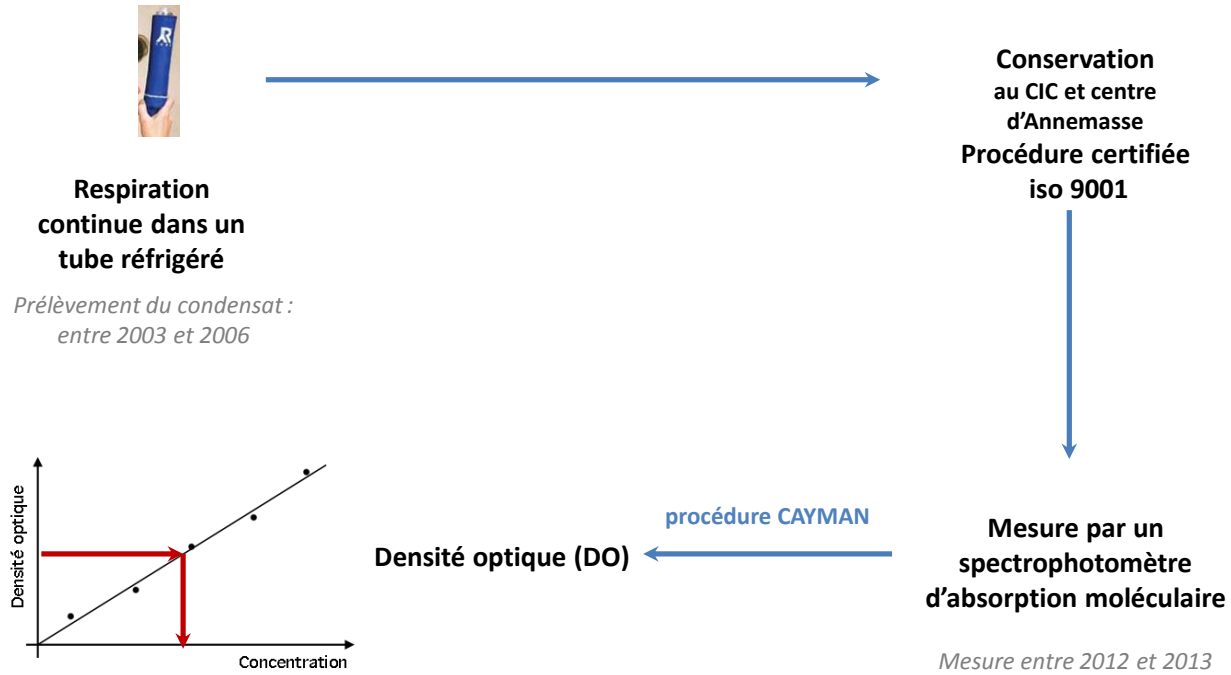 R
Respiration
continue dans un
tube réfrigéré
Prélèvement du condensat :
entre 2003 et 2006
Conservation
au CIC et centre
d'Annemasse
Procédure certifiée
iso 9001
Mesure par un
spectrophotomètre
d'absorption moléculaire
Mesure entre 2012 et 2013
procédure CAYMAN
Densité optique (DO)
Densité optique
Concentration